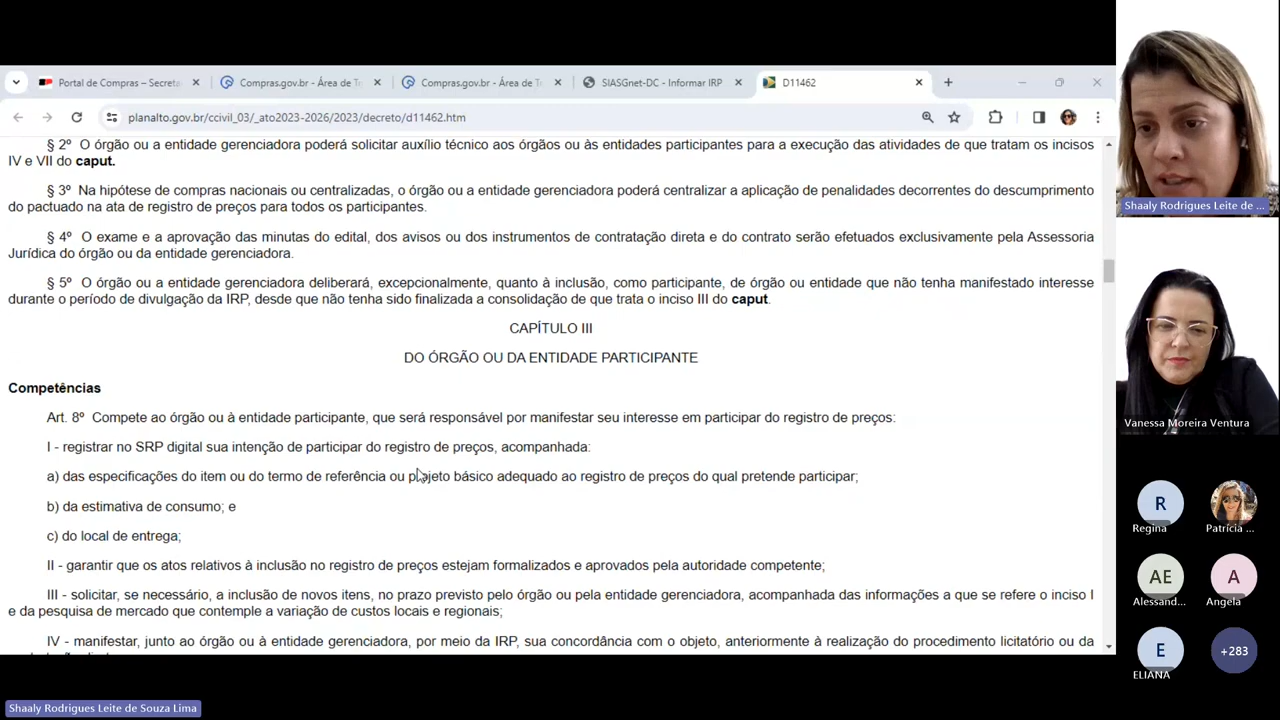 Portal de Compras – Secreta
Compras.gov.br - Área de T
Compras.gov.br - Área de T
SIASGnet-DC - Informar IRP
D11462
planalto.gov.br/ccivil_03/_ato2023-2026/2023/decreto/d11462.htm
§ 2º O órgão ou a entidade gerenciadora poderá solicitar auxílio técnico aos órgãos ou às entidades participantes para a execução das atividades de que tratam os incisos
IV e VII do caput.
§ 3º Na hipótese de compras nacionais ou centralizadas, o órgão ou a entidade gerenciadora poderá centralizar a aplicação de penalidades decorrentes do descumprimento
do pactuado na ata de registro de preços para todos os participantes.
§ 4º O exame e a aprovação das minutas do edital, dos avisos ou dos instrumentos de contratação direta e do contrato serão efetuados exclusivamente pela Assessoria
Jurídica do órgão ou da entidade gerenciadora.
§ 5º O órgão ou a entidade gerenciadora deliberará, excepcionalmente, quanto à inclusão, como participante, de órgão ou entidade que não tenha manifestado interesse
durante o período de divulgação da IRP, desde que não tenha sido finalizada a consolidação de que trata o inciso III do caput.
CAPÍTULO III
DO ÓRGÃO OU DA ENTIDADE PARTICIPANTE
Competências
Art. 8º Compete ao órgão ou à entidade participante, que será responsável por manifestar seu interesse em participar do registro de preços:
I - registrar no SRP digital sua intenção de participar do registro de preços, acompanhada:
a) das especificações do item ou do termo de referência ou projeto básico adequado ao registro de preços do qual pretende participar;
b) da estimativa de consumo; e
c) do local de entrega;
II - garantir que os atos relativos à inclusão no registro de preços estejam formalizados e aprovados pela autoridade competente;
III - solicitar, se necessário, a inclusão de novos itens, no prazo previsto pelo órgão ou pela entidade gerenciadora, acompanhada das informações a que se refere o inciso I
e da pesquisa de mercado que contemple a variação de custos locais e regionais;
IV - manifestar, junto ao órgão ou à entidade gerenciadora, por meio da IRP, sua concordância com o objeto, anteriormente à realização do procedimento licitatório ou da
Shaaly Rodrigues Leite de ...
Vanessa Moreira Ventura
R
Regina
Patrícia ...
AE
Alessand...
A
Angela
E
ELIANA
+283
Shaaly Rodrigues Leite de Souza Lima